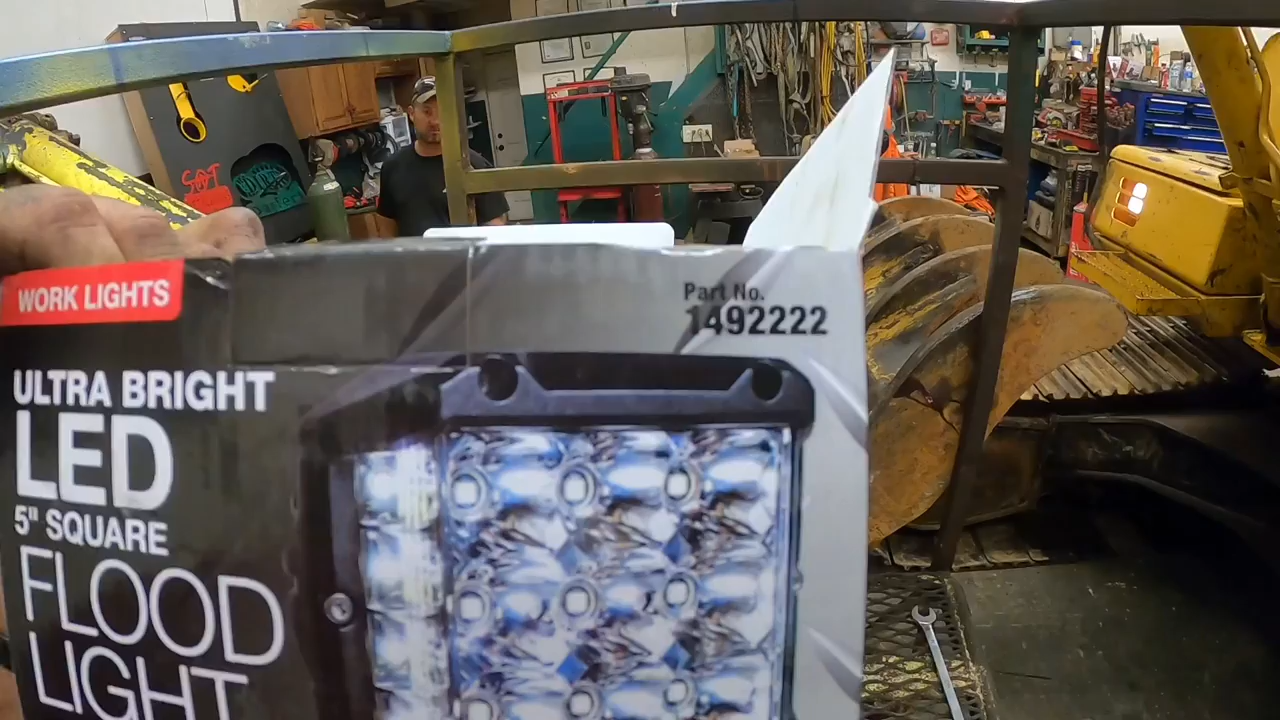 WORK LIGHTS
Part No.
1492222
ULTRA BRIGHT
LED
5" SQUARE
FLOOD
LIGHT